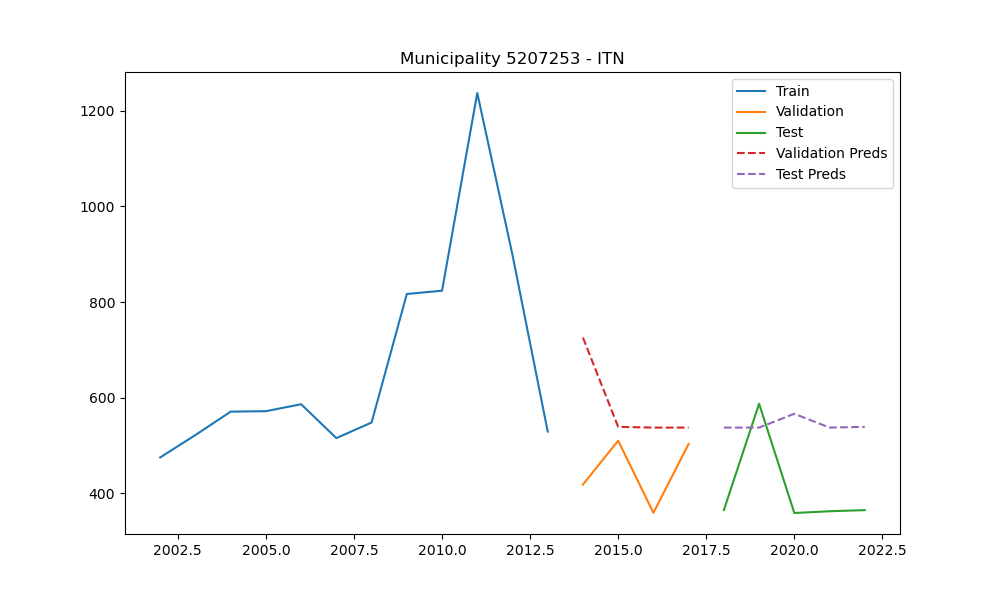 Municipality 5207253 - ITN
Train
Validation
Test
Validation Preds
Test Preds
1200
1000
800
600
400
2002.5 2005.0 2007.5 2010.0 2012.5 2015.0 2017.5 2020.0 2022.5